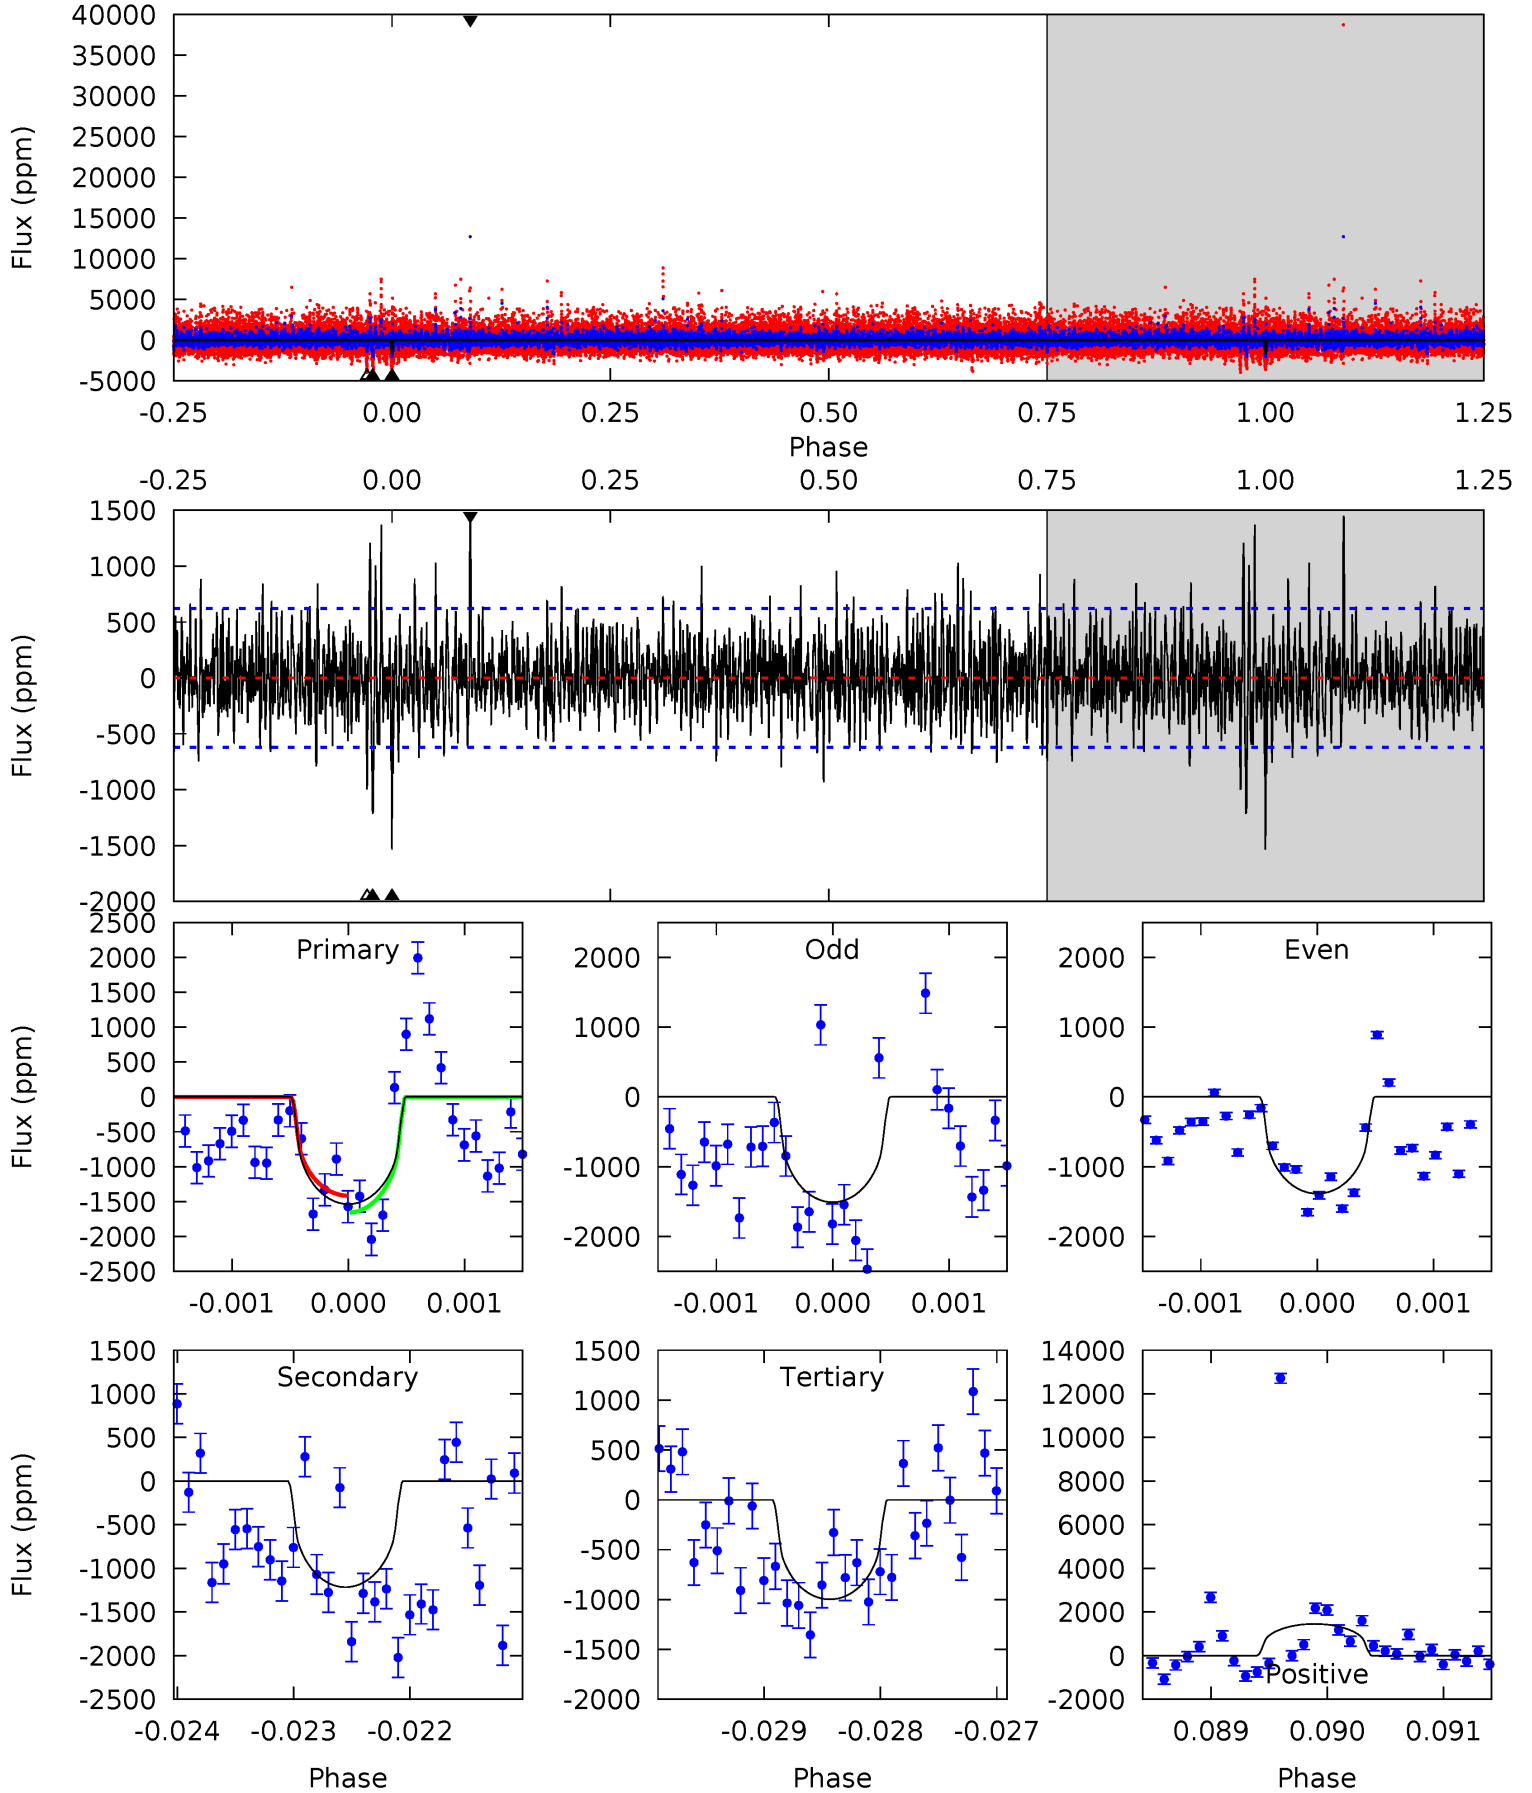 40000
35000
30000
25000
20000
15000
10000
5000
0
-5000
Flux (ppm)
-0.25 0.00 0.25 0.50 0.75 1.00 1.25
Phase
-0.25 0.00 0.25 0.50 0.75 1.00 1.25
1500
1000
500
0
-500
-1000
-1500
-2000
Flux (ppm)
Primary
2500
2000
1500
1000
500
0
-500
-1000
-1500
-2000
-2500
Flux (ppm)
-0.001 0.000 0.001
Odd
2000
1000
0
-1000
-2000
-0.001 0.000 0.001
Even
2000
1000
0
-1000
-2000
-0.001 0.000 0.001
Secondary
1500
1000
500
0
-500
-1000
-1500
-2000
-2500
Flux (ppm)
-0.024 -0.023 -0.022
Phase
Tertiary
1500
1000
500
0
-500
-1000
-1500
-2000
-0.029 -0.028 -0.027
Phase
14000
12000
10000
8000
6000
4000
2000
0
-2000
Positive
0.089 0.090 0.091
Phase